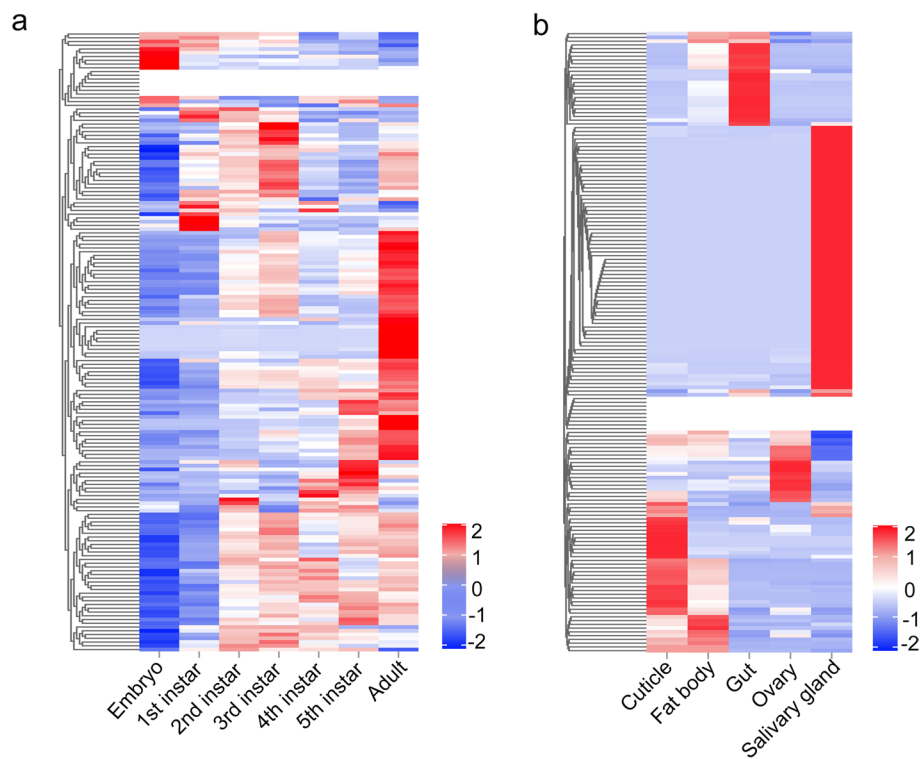 a
b
2
1
0
-1
-2
2
1
0
-1
-2
Embryo
1st instar
2nd instar
3rd instar
4th instar
5th instar
Adult
Cuticle
Fat body
Gut
Ovary
Salivary gland